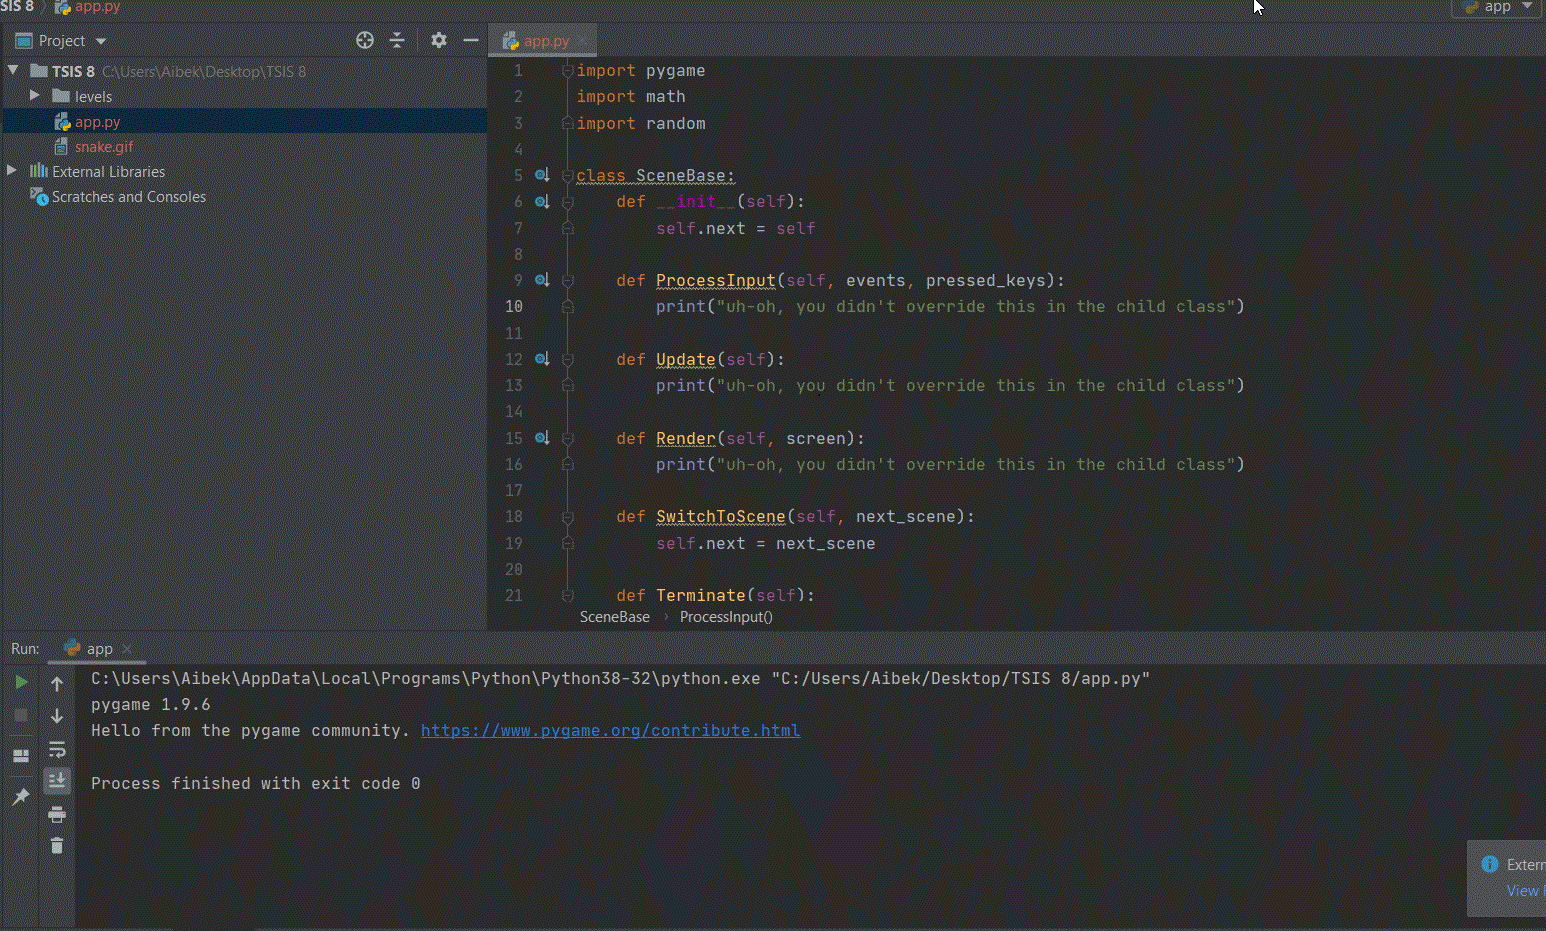 SIS 8 app.py app
Project
TSIS 8 C:\Users\Aibek\Desktop\TSIS 8
levels
app.py
snake.gif
External Libraries
Scratches and Consoles
app.py
1 import pygame
2 import math
3 import random
4
5 class SceneBase:
6 def __init__(self):
7 self.next = self
8
9 def ProcessInput(self, events, pressed_keys):
10 print("uh-oh, you didn't override this in the child class")
11
12 def Update(self):
13 print("uh-oh, you didn't override this in the child class")
14
15 def Render(self, screen):
16 print("uh-oh, you didn't override this in the child class")
17
18 def SwitchToScene(self, next_scene):
19 self.next = next_scene
20
21 def Terminate(self):
SceneBase › ProcessInput()
Run: app
C:\Users\Aibek\AppData\Local\Programs\Python\Python38-32\python.exe "C:/Users/Aibek/Desktop/TSIS 8/app.py"
pygame 1.9.6
Hello from the pygame community. https://www.pygame.org/contribute.html
Process finished with exit code 0
Extern
View